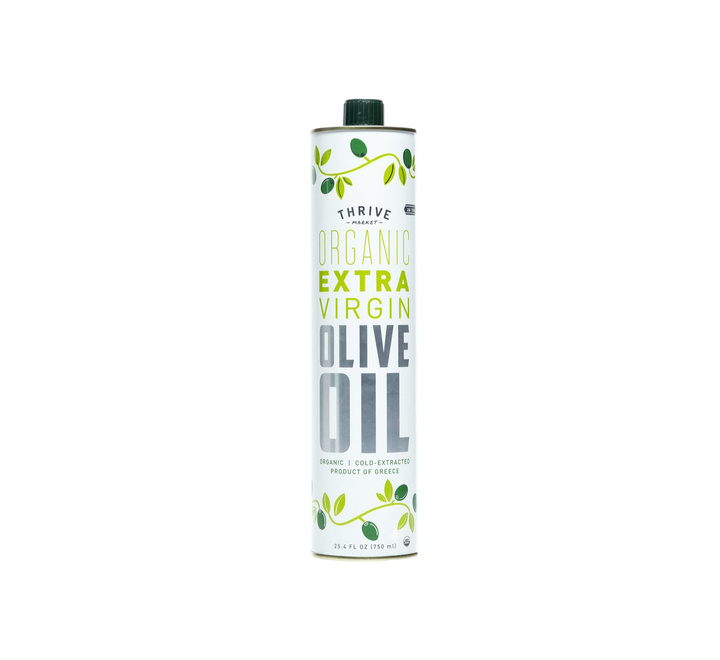 THRIVE
– MARKET –
ORGANIC
EXTRA
VIRGIN
OLIVE
OIL
ORGANIC | COLD-EXTRACTED
PRODUCT OF GREECE
25.4 FL OZ (750 ml)